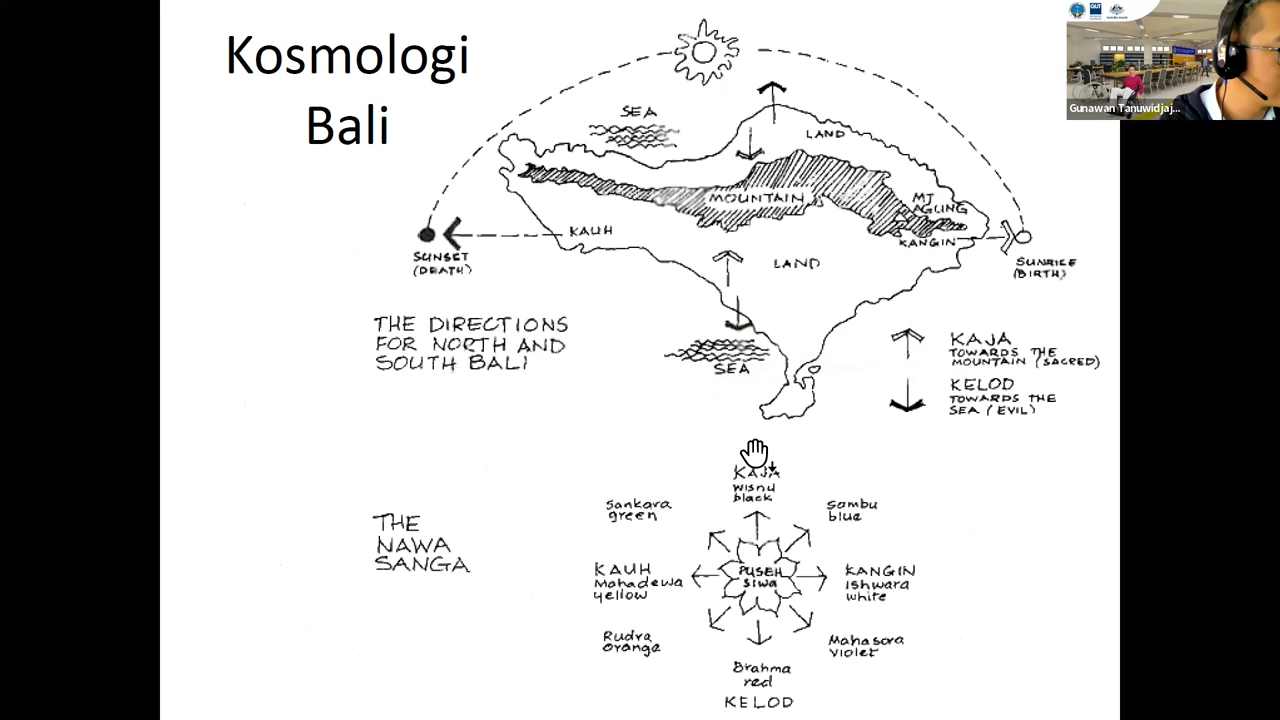 Kosmologi
Bali
SEA
LAND
MOUNTAIN
MT
AGUNG
KAUH
KANGIN
SUNSET
(DEATH)
SUNRISE
(BIRTH)
LAND
THE DIRECTIONS
FOR NORTH AND
SOUTH BALI
SEA
KAJA
TOWARDS THE
MOUNTAIN (SACRED)
KELOD
TOWARDS THE
SEA (EVIL)
THE
NAWA
SANGA
KAJA
Wisnu
black
Sankara
green
Sambu
blue
KAUH
Mahadewa
yellow
PUSEH
SIWA
KANGIN
Ishwara
white
Rudra
orange
Mahasora
violet
Brahma
red
KELOD
Gunawan Tanuwidjaj...
QUT